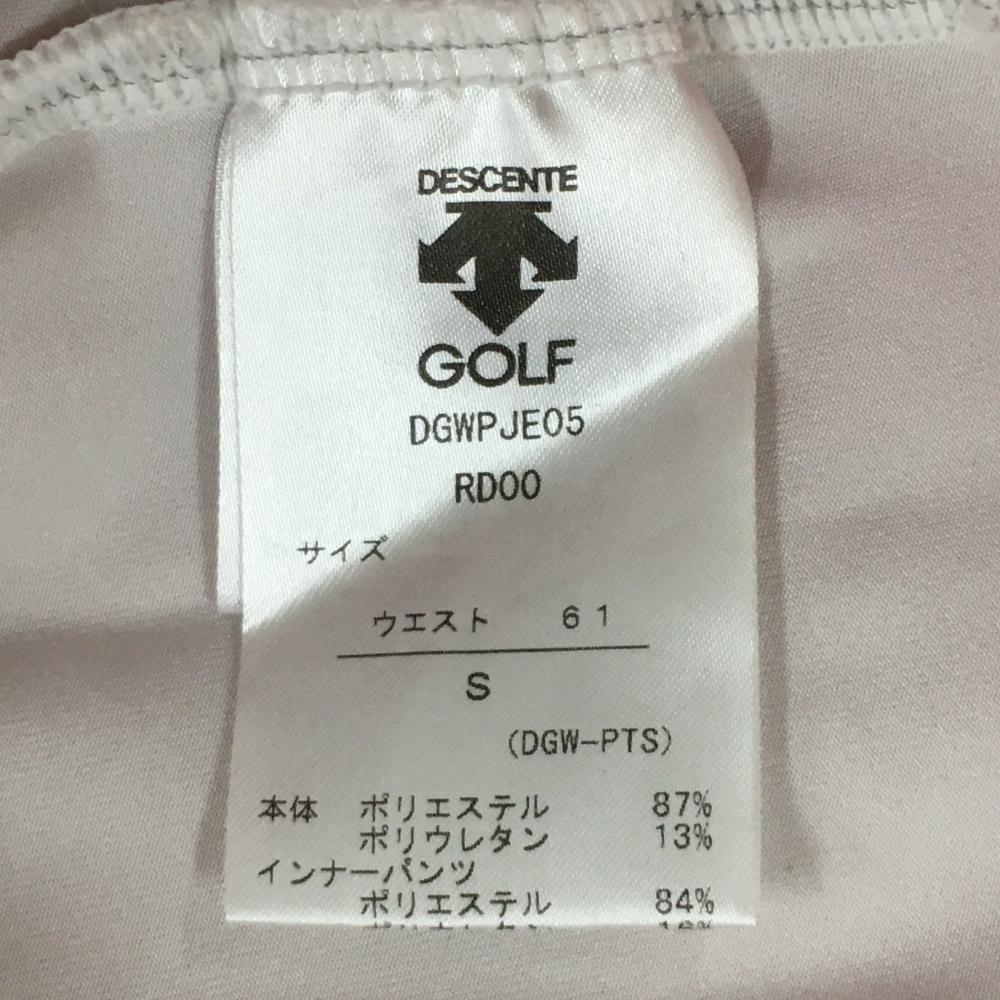 DESCENTE
GOLF
DGWPJE05
RD00
サイズ
ウエスト 61
S
(DGW-PTS)
本体 ポリエステル 87%
ポリウレタン 13%
インナーパンツ
ポリエステル 84%